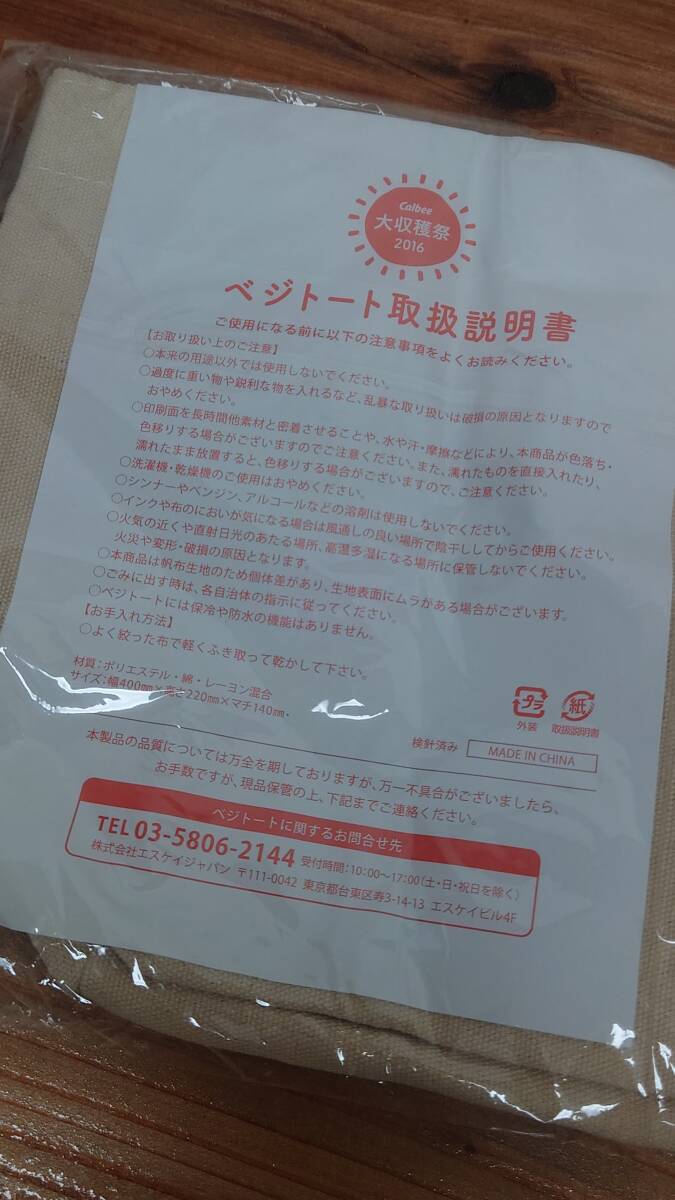 Calbee
大収穫祭
2016
ベジトート取扱説明書
ご使用になる前に以下の注意事項をよくお読みください。
【お取り扱い上のご注意】
○本来の用途以外では使用しないでください。
○過度に重い物や鋭利な物を入れるなど、乱暴な取り扱いは破損の原因となりますので
おやめください。
○印刷面を長時間他素材と密着させることや、水や汗・摩擦などにより、本商品が色落ち・
色移りする場合がございますのでご注意ください。また、濡れたものを直接入れたり、
濡れたまま放置すると、色移りする場合がございますので、ご注意ください。
○洗濯機・乾燥機のご使用はおやめください。
○シンナーやベンジン、アルコールなどの溶剤は使用しないでください。
○インクや布のにおいが気になる場合は風通しの良い場所で陰干ししてからご使用ください。
○火気の近くや直射日光のあたる場所、高温多湿になる場所に保管しないでください。
火災や変形・破損の原因となります。
○本商品は帆布生地のため個体差があり、生地表面にムラがある場合がございます。
○ごみに出す時は、各自治体の指示に従ってください。
○ベジトートには保冷や防水の機能はありません。
【お手入れ方法】
○よく絞った布で軽くふき取って乾かして下さい。
材質：ポリエステル・綿・レーヨン混合
サイズ：幅400mm×高さ220mm×マチ140mm
プラ
外装
紙
取扱説明書
検針済み
MADE IN CHINA
本製品の品質については万全を期しておりますが、万一不具合がございましたら、
お手数ですが、現品保管の上、下記までご連絡ください。
ベジトートに関するお問合せ先
TEL 03-5806-2144 受付時間：10:00～17:00（土・日・祝日を除く）
株式会社エスケイジャパン 〒111-0042 東京都台東区寿3-14-13 エスケイビル4F